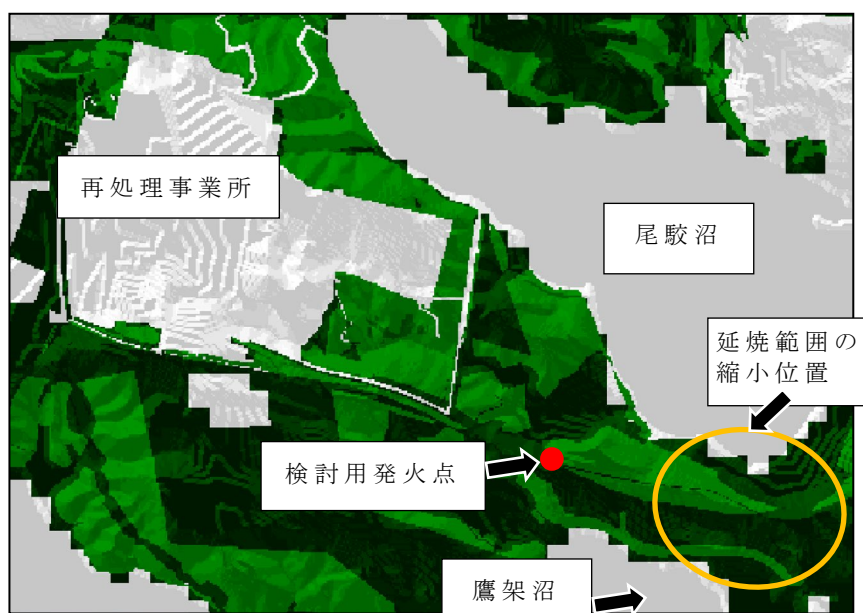 再処理事業所
尾駮沼
延焼範囲の
縮小位置
検討用発火点
鷹架沼